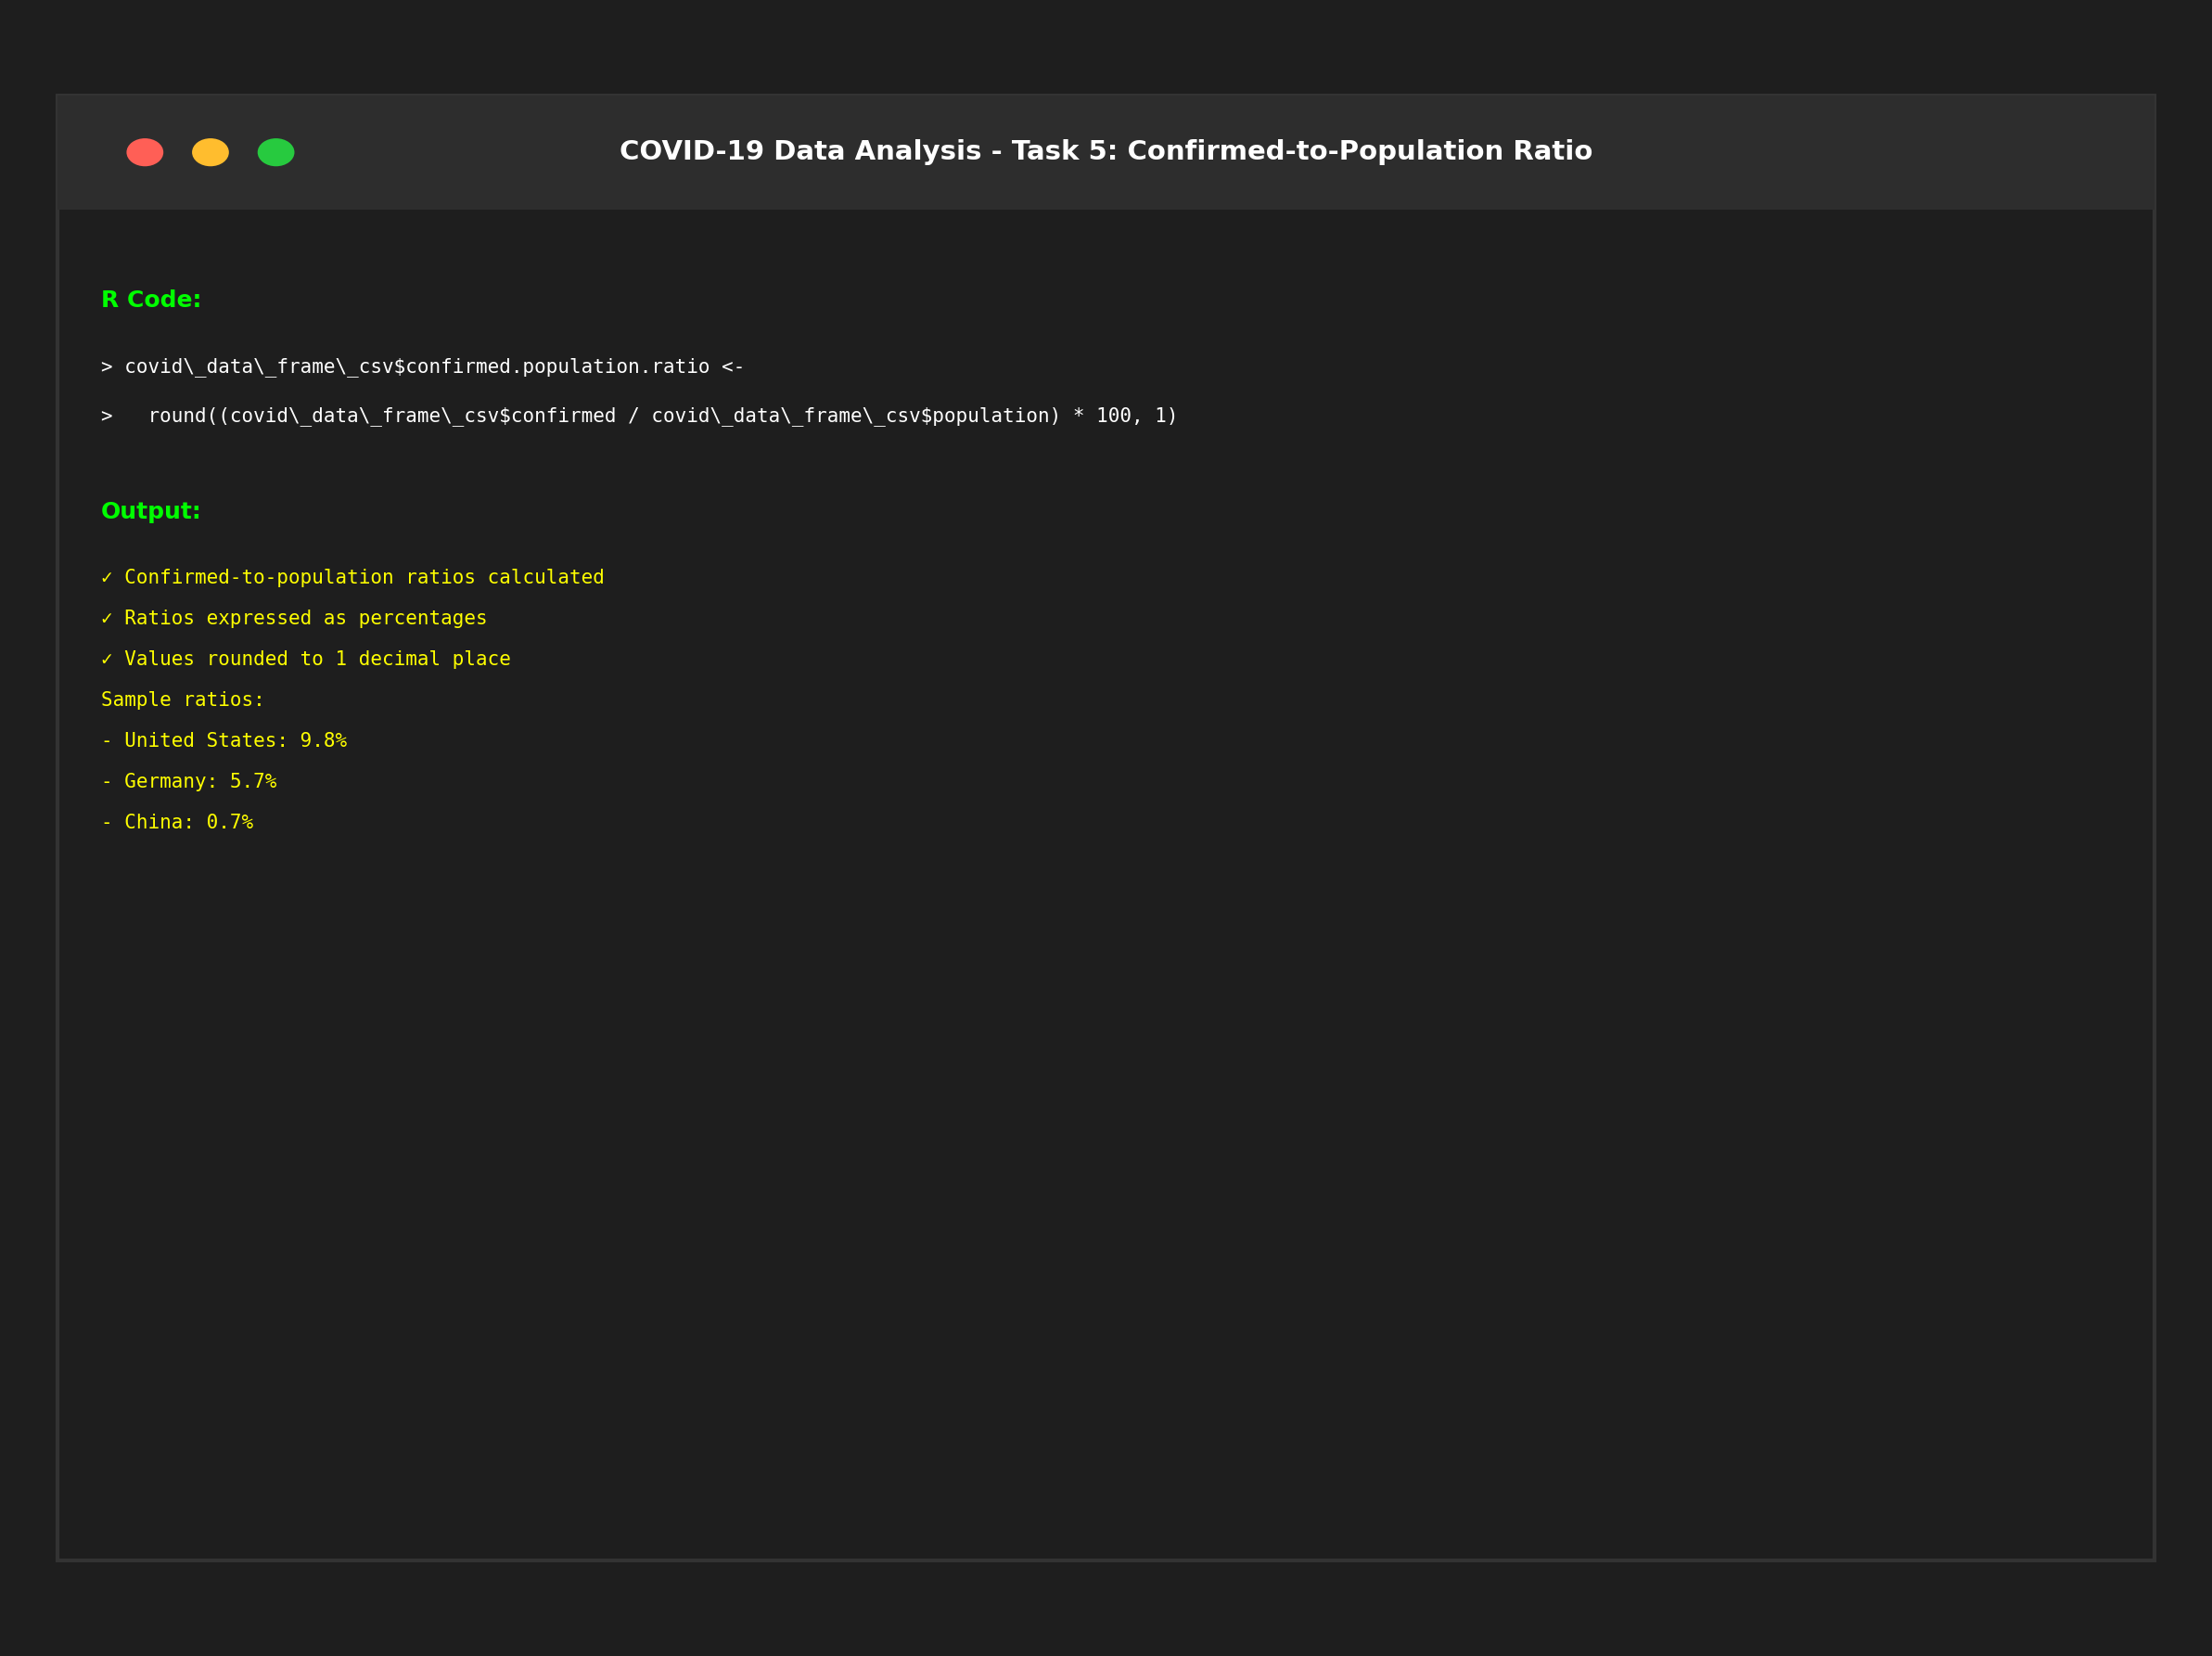 COVID-19 Data Analysis - Task 5: Confirmed-to-Population Ratio
R Code:
> covid\_data\_frame\_csv$confirmed.population.ratio <-
>   round((covid\_data\_frame\_csv$confirmed / covid\_data\_frame\_csv$population) * 100, 1)
Output:
✓ Confirmed-to-population ratios calculated
✓ Ratios expressed as percentages
✓ Values rounded to 1 decimal place
Sample ratios:
- United States: 9.8%
- Germany: 5.7%
- China: 0.7%